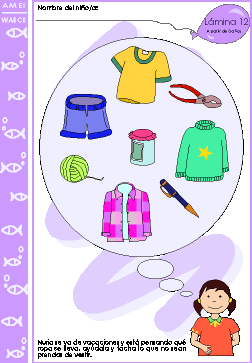 AMEI
WAECE
Nombre del niño/a:
Lámina 12
A partir de 5 años
Nuria se va de vacaciones y está pensando qué
ropa se lleva, ayúdala y tacha lo que no sean
prendas de vestir.